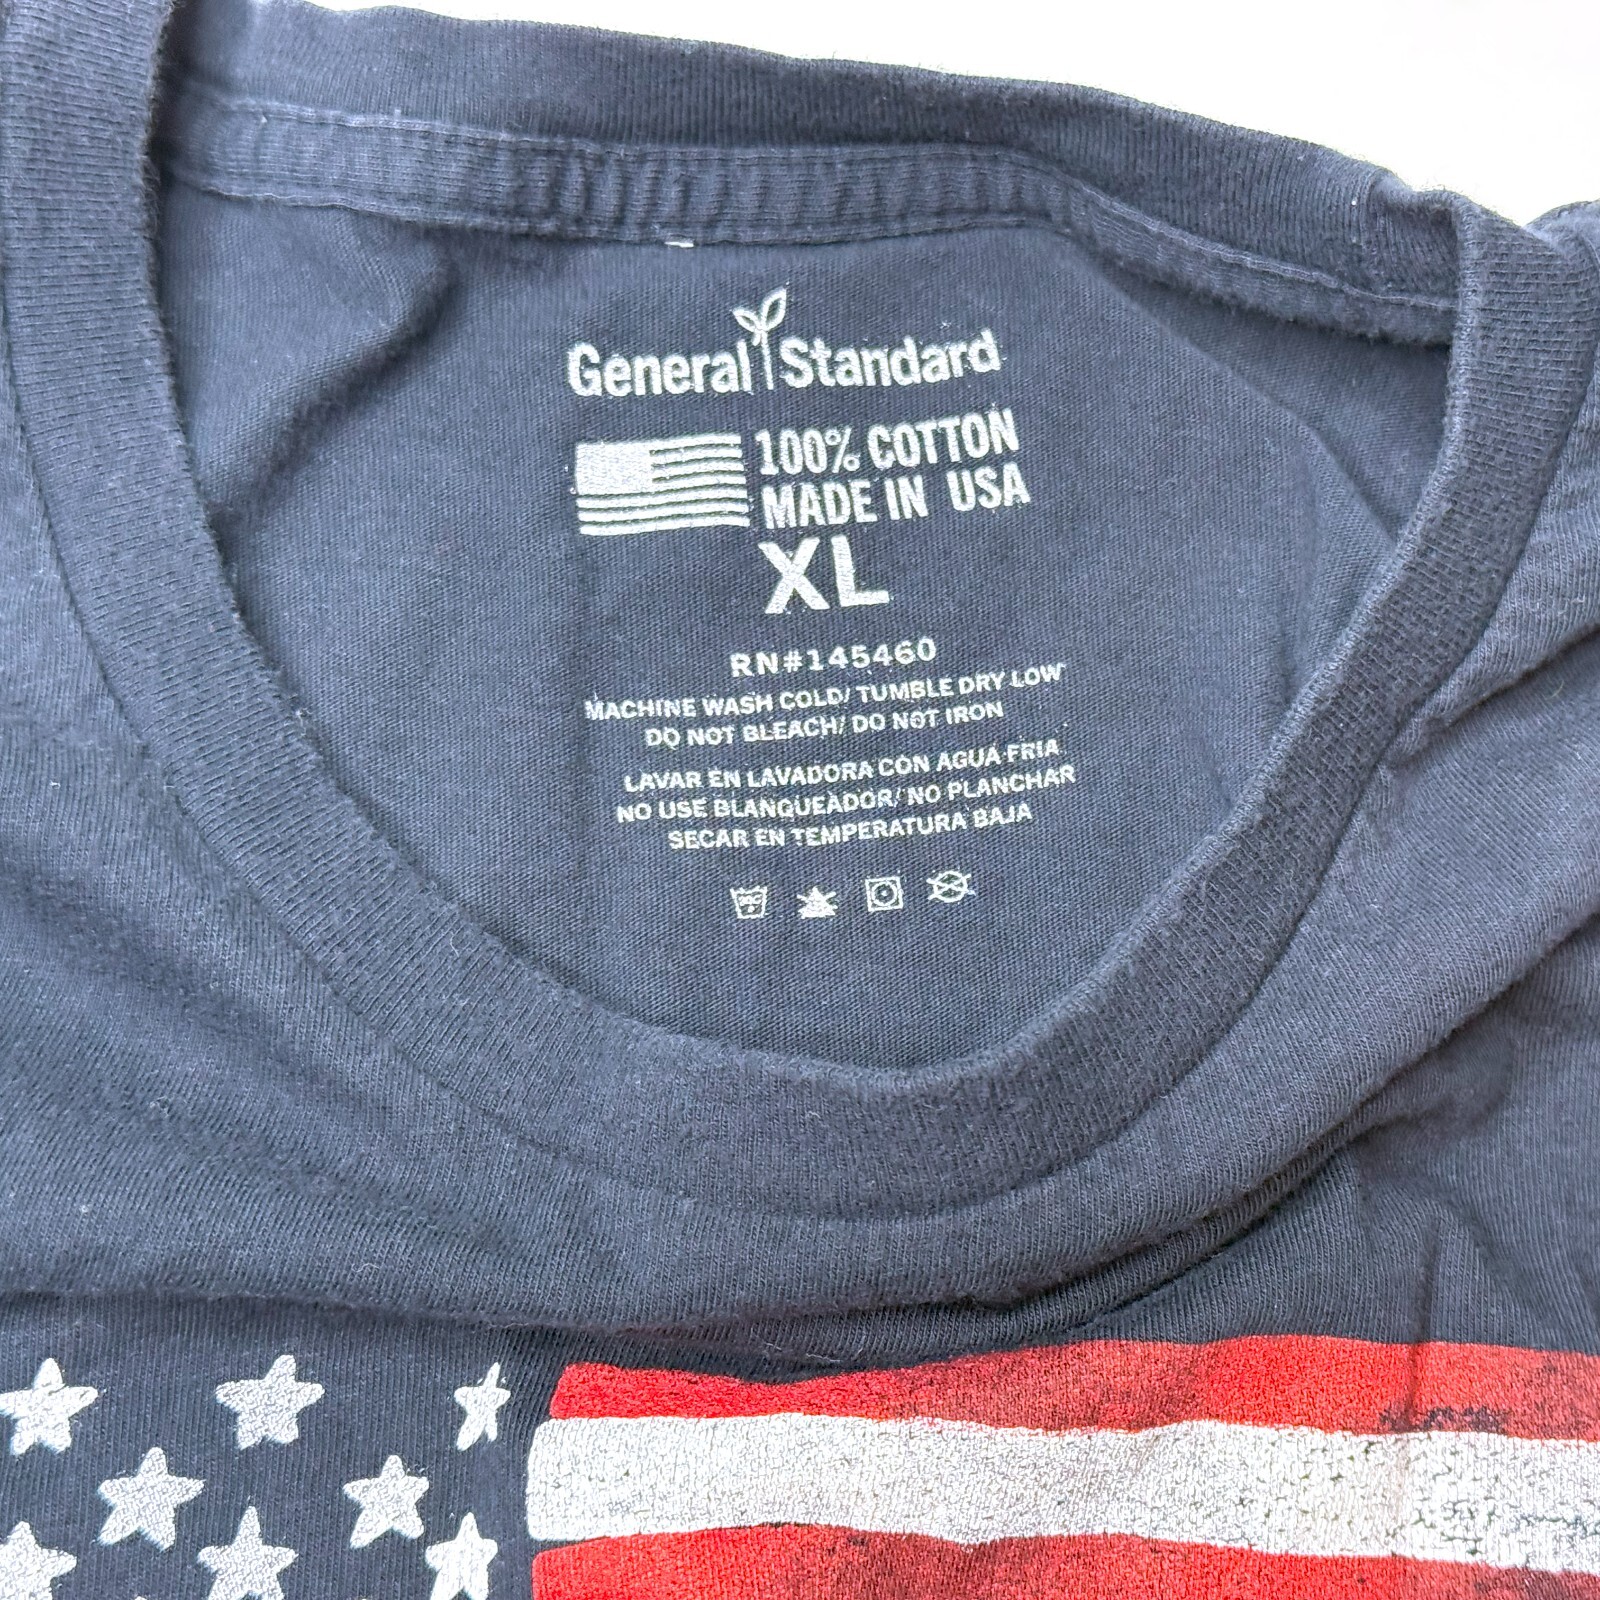 General Standard
100% COTTON
MADE IN USA
XL
RN#145460
MACHINE WASH COLD/ TUMBLE DRY LOW
DO NOT BLEACH/ DO NOT IRON
LAVAR EN LAVADORA CON AGUA FRIA
NO USE BLANQUEADOR/ NO PLANCHAR
SECAR EN TEMPERATURA BAJA